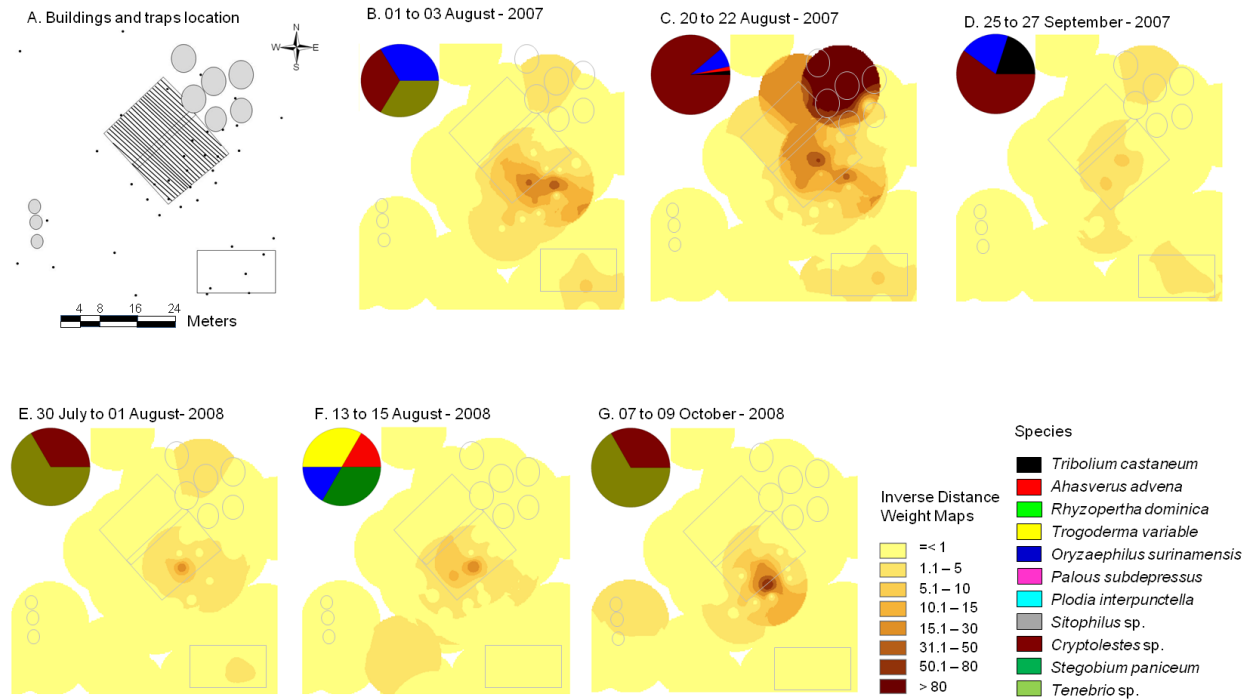 A. Buildings and traps location
N
W E
S
4 8 16 24
Meters
B. 01 to 03 August - 2007
C. 20 to 22 August - 2007
D. 25 to 27 September - 2007
E. 30 July to 01 August- 2008
F. 13 to 15 August - 2008
G. 07 to 09 October - 2008
Inverse Distance
Weight Maps
=< 1
1.1 – 5
5.1 – 10
10.1 – 15
15.1 – 30
31.1 – 50
50.1 – 80
> 80
Species
Tribolium castaneum
Ahasverus advena
Rhyzopertha dominica
Trogoderma variable
Oryzaephilus surinamensis
Palous subdepressus
Plodia interpunctella
Sitophilus sp.
Cryptolestes sp.
Stegobium paniceum
Tenebrio sp.